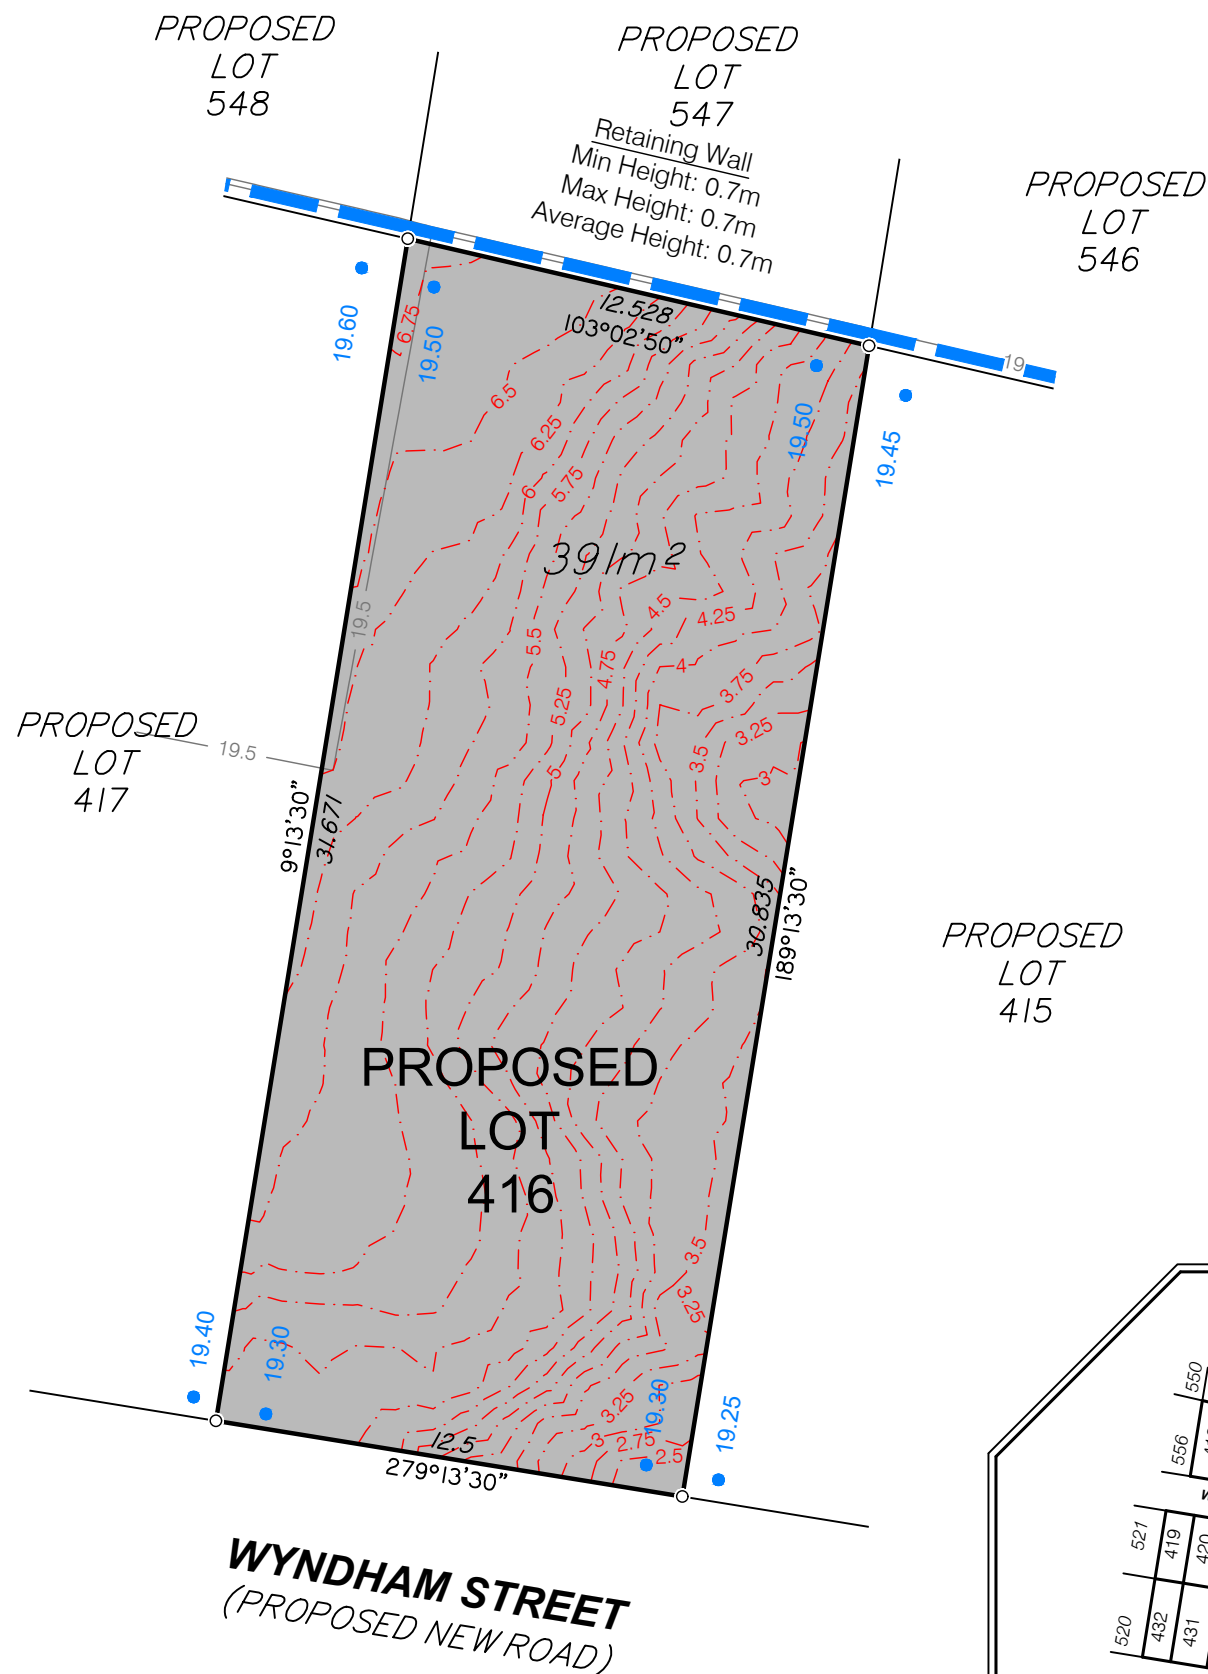 PROPOSED
LOT
548
PROPOSED
LOT
547
Retaining Wall
Min Height: 0.7m
Max Height: 0.7m
Average Height: 0.7m
PROPOSED
LOT
546
12.528
103°02'50"
19.60
19.50
19.50
19.45
19
6.75
6.5
6.25
6
5.75
391m²
4.5
4.25
19.5
5.5
4.75
4
3.75
5.25
3.25
3.5
5
3
PROPOSED
LOT
417
19.5
9°13'30"
31.671
30.835
189°13'30"
PROPOSED
LOT
415
PROPOSED
LOT
416
3.5
3.25
19.40
19.30
19.30
19.25
3.25
3
2.75
2.5
12.5
279°13'30"
WYNDHAM STREET
(PROPOSED NEW ROAD)
550
556
521
419
420
520
432
431